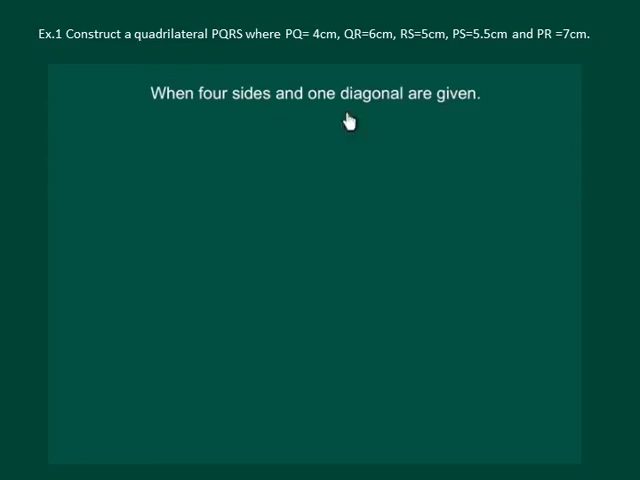 Ex.1 Construct a quadrilateral PQRS where PQ= 4cm, QR=6cm, RS=5cm, PS=5.5cm and PR =7cm.
When four sides and one diagonal are given.